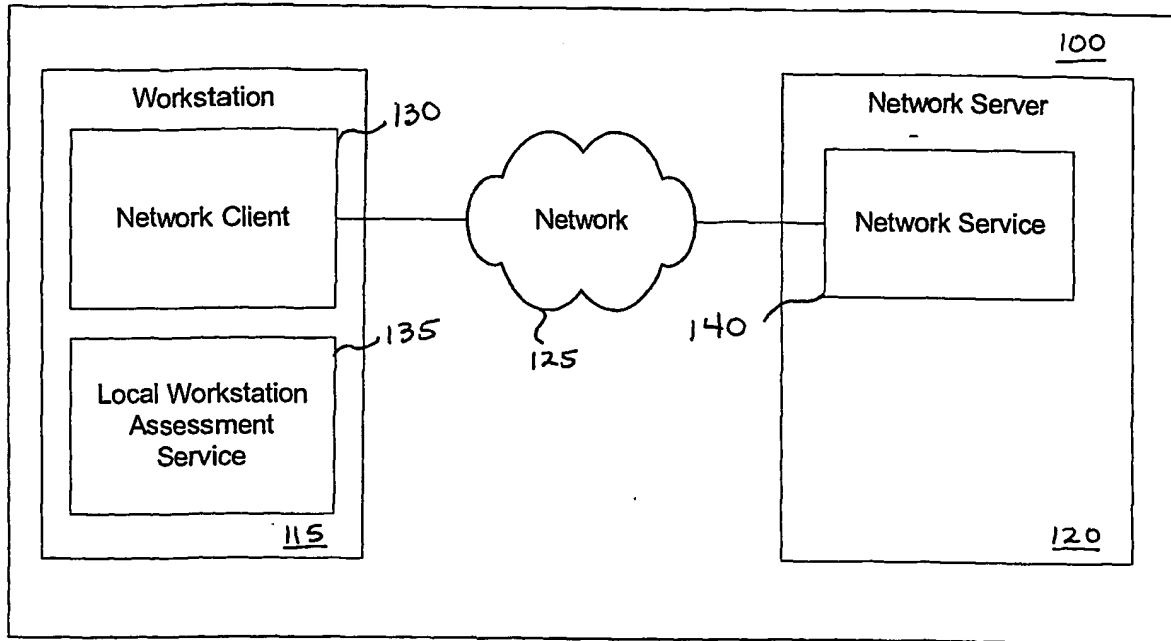 100
Workstation
130
Network Client
Network
125
Network Server
Network Service
140
135
Local Workstation
Assessment
Service
115
120